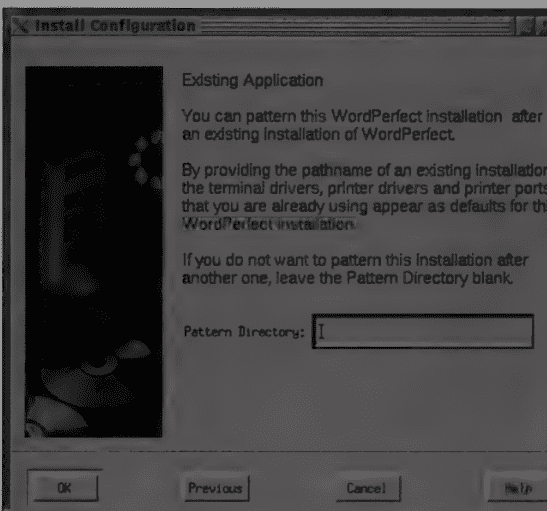 Install Configuration
Existing Application
You can pattern this WordPerfect installation after
an existing installation of WordPerfect.
By providing the pathname of an existing installation
the terminal drivers, printer drivers and printer ports
that you are already using appear as defaults for th
WordPerfect installation
If you do not want to pattern this installation after
another one, leave the Pattern Directory blank.
Pattern Directory:
OK
Previous
Cancel
Help